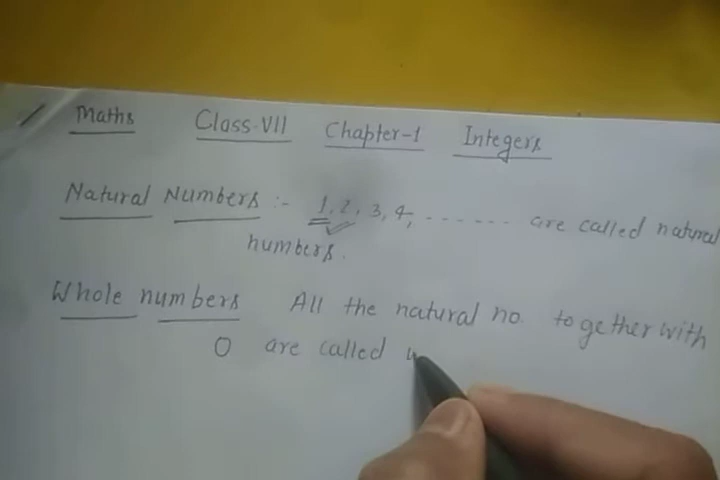 Maths Class-VII Chapter-1 Integers
Natural Numbers :- 1, 2, 3, 4, ------ are called natural
numbers.
Whole numbers All the natural no. together with
0 are called w